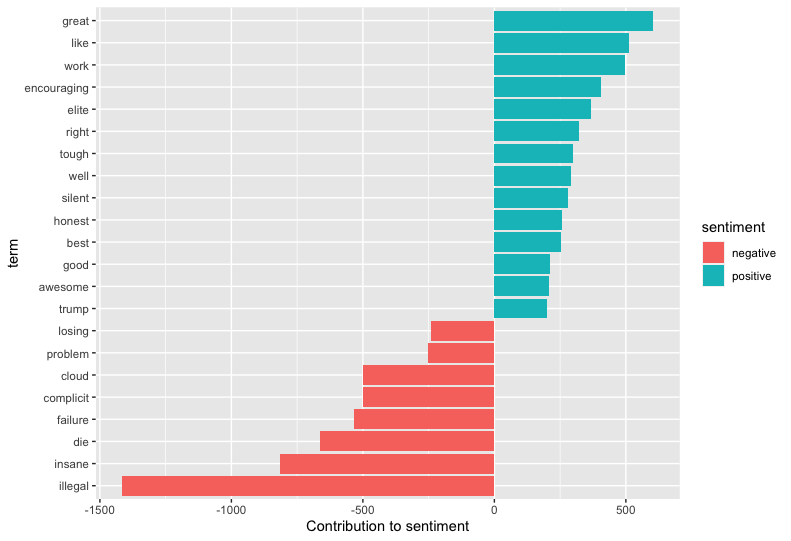 great
like
work
encouraging
elite
right
tough
well
silent
honest
best
good
awesome
trump
losing
problem
cloud
complicit
failure
die
insane
illegal
term
-1500 -1000 -500 0 500
Contribution to sentiment
sentiment
negative
positive